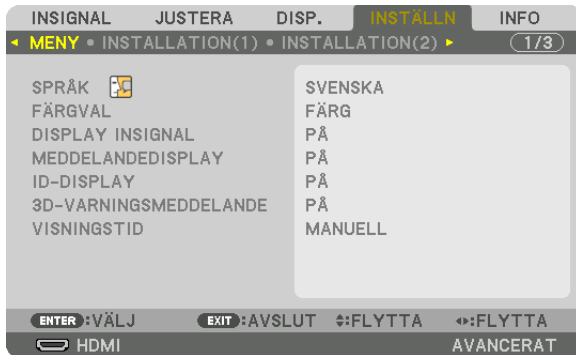 INSIGNAL JUSTERA DISP. INSTÄLLN INFO
MENY • INSTALLATION(1) • INSTALLATION(2) 1/3
SPRÅK SVENSKA
FÄRGVAL FÄRG
DISPLAY INSIGNAL PÅ
MEDDELANDEDISPLAY PÅ
ID-DISPLAY PÅ
3D-VARNINGSMEDDELANDE PÅ
VISNINGSTID MANUELL
ENTER :VÄLJ EXIT :AVSLUT :FLYTTA :FLYTTA
HDMI AVANCERAT